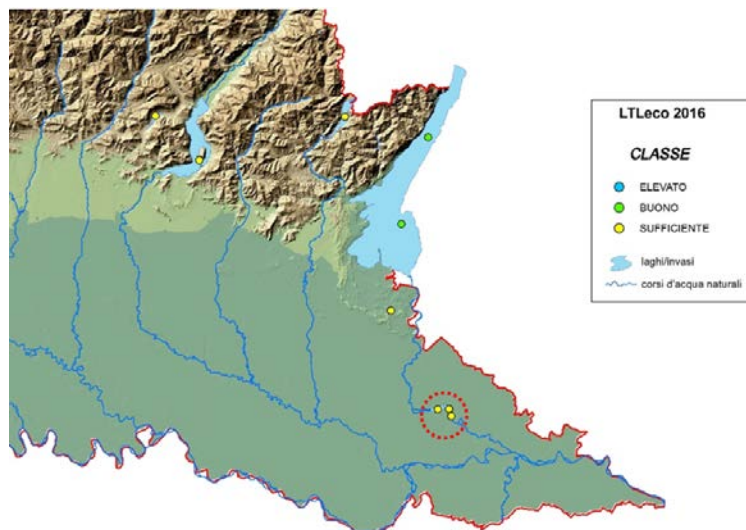 LTLeco 2016
CLASSE
ELEVATO
BUONO
SUFFICIENTE
laghi/invasi
corsi d'acqua naturali